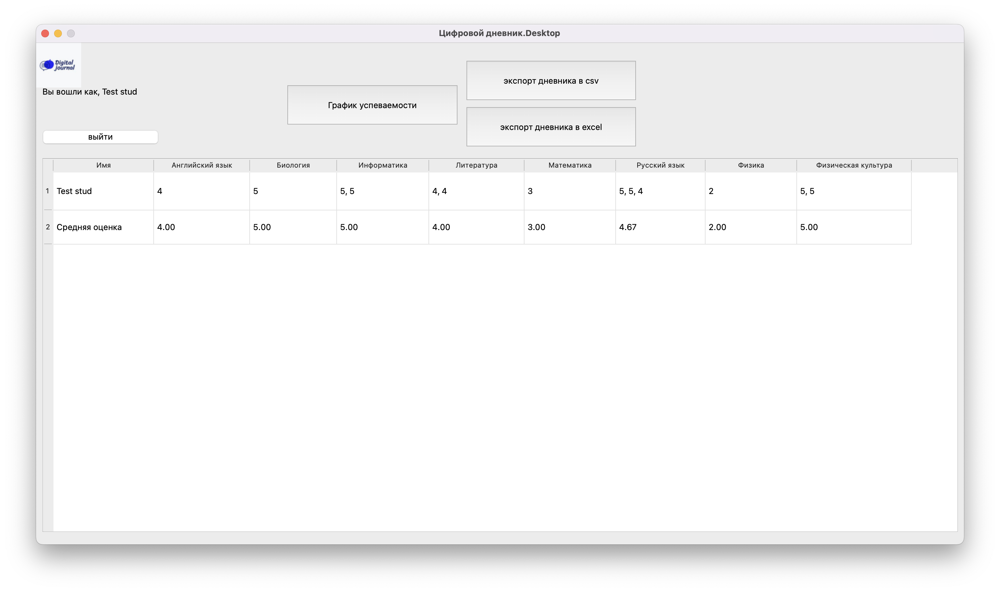 Цифровой дневник.Desktop
Digital
journal
Вы вошли как, Test stud
График успеваемости
экспорт дневника в csv
экспорт дневника в excel
выйти
Имя Английский язык Биология Информатика Литература Математика Русский язык Физика Физическая культура
1 Test stud 4 5 5, 5 4, 4 3 5, 5, 4 2 5, 5
2 Средняя оценка 4.00 5.00 5.00 4.00 3.00 4.67 2.00 5.00